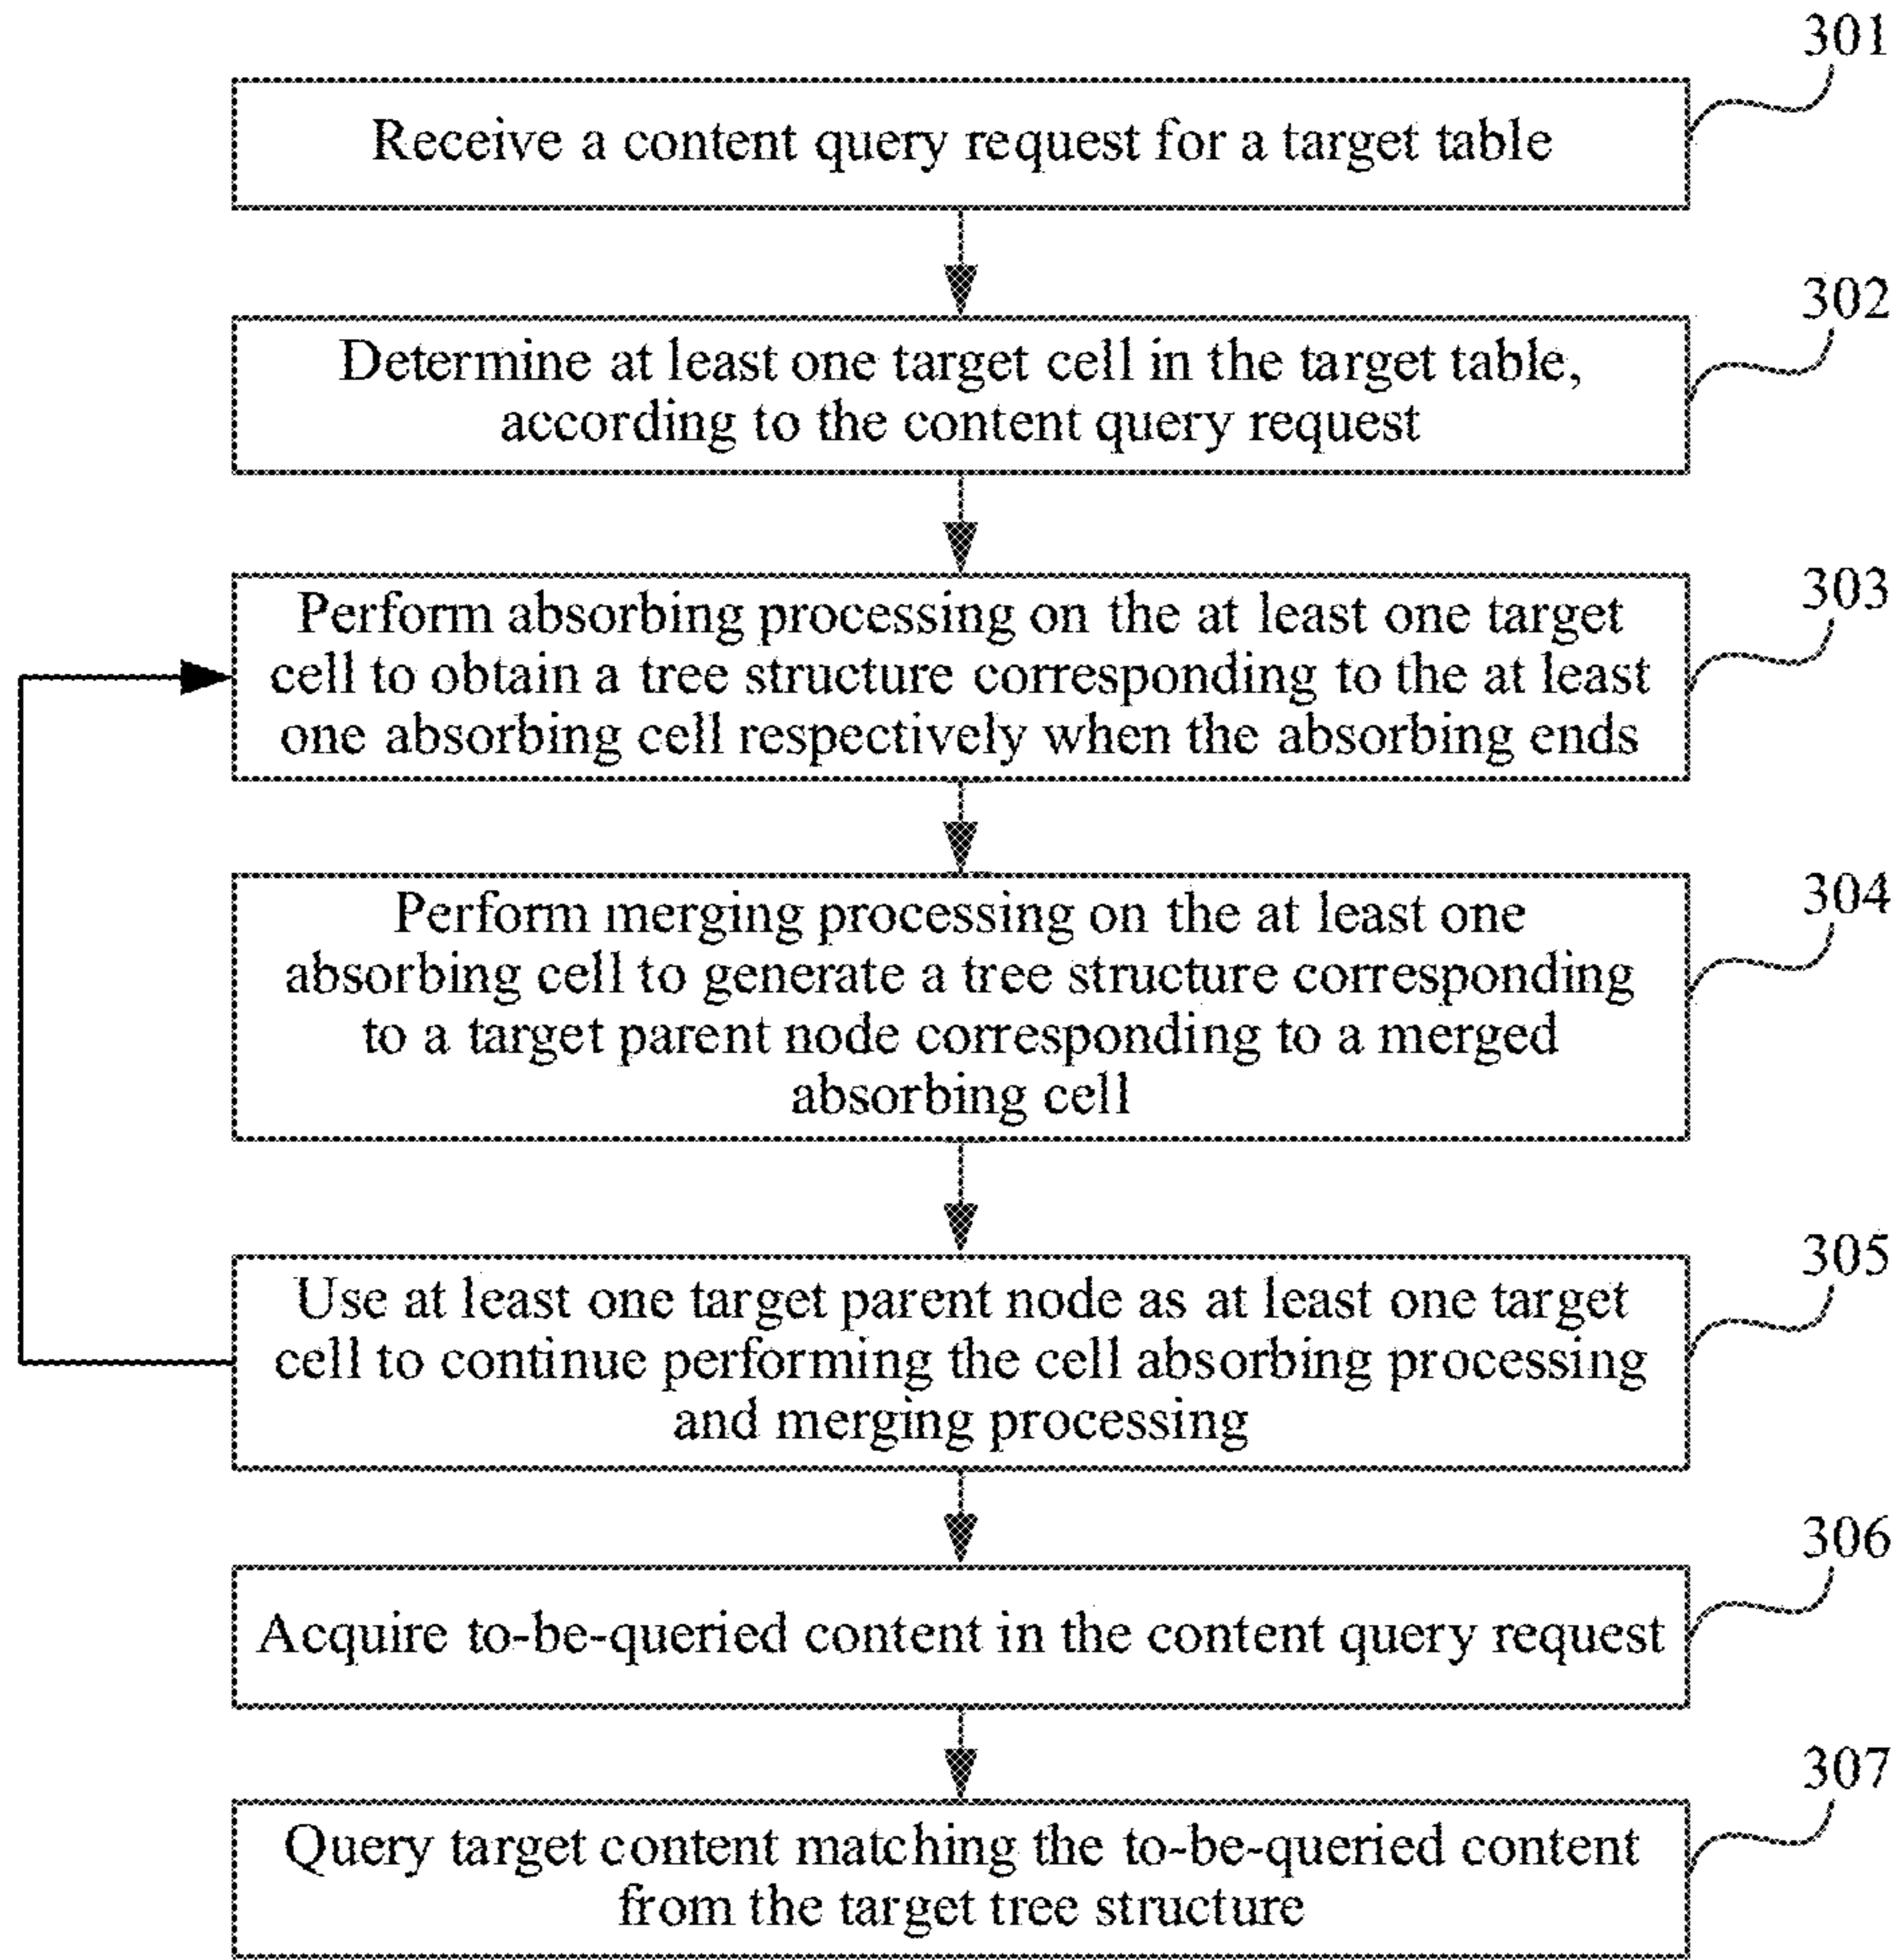 301
Receive a content query request for a target table
302
Determine at least one target cell in the target table,
according to the content query request
303
Perform absorbing processing on the at least one target
cell to obtain a tree structure corresponding to the at least
one absorbing cell respectively when the absorbing ends
304
Perform merging processing on the at least one
absorbing cell to generate a tree structure corresponding
to a target parent node corresponding to a merged
absorbing cell
305
Use at least one target parent node as at least one target
cell to continue performing the cell absorbing processing
and merging processing
306
Acquire to-be-queried content in the content query request
307
Query target content matching the to-be-queried content
from the target tree structure